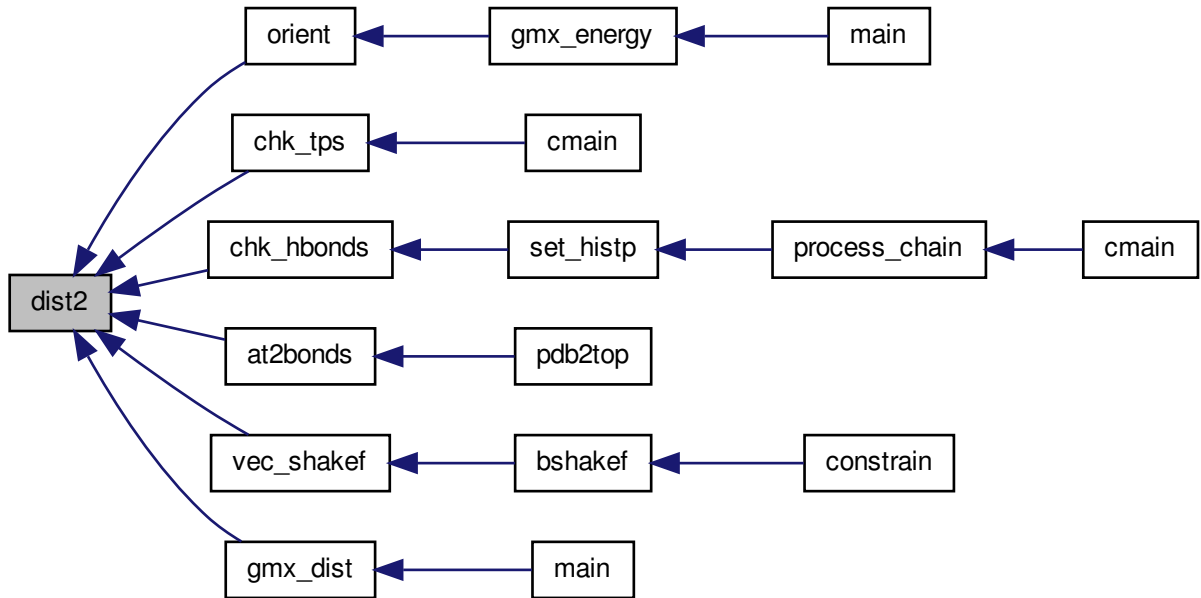 orient
gmx_energy
main
chk_tps
cmain
chk_hbonds
set_histp
process_chain
cmain
dist2
at2bonds
pdb2top
vec_shakef
bshakef
constrain
gmx_dist
main